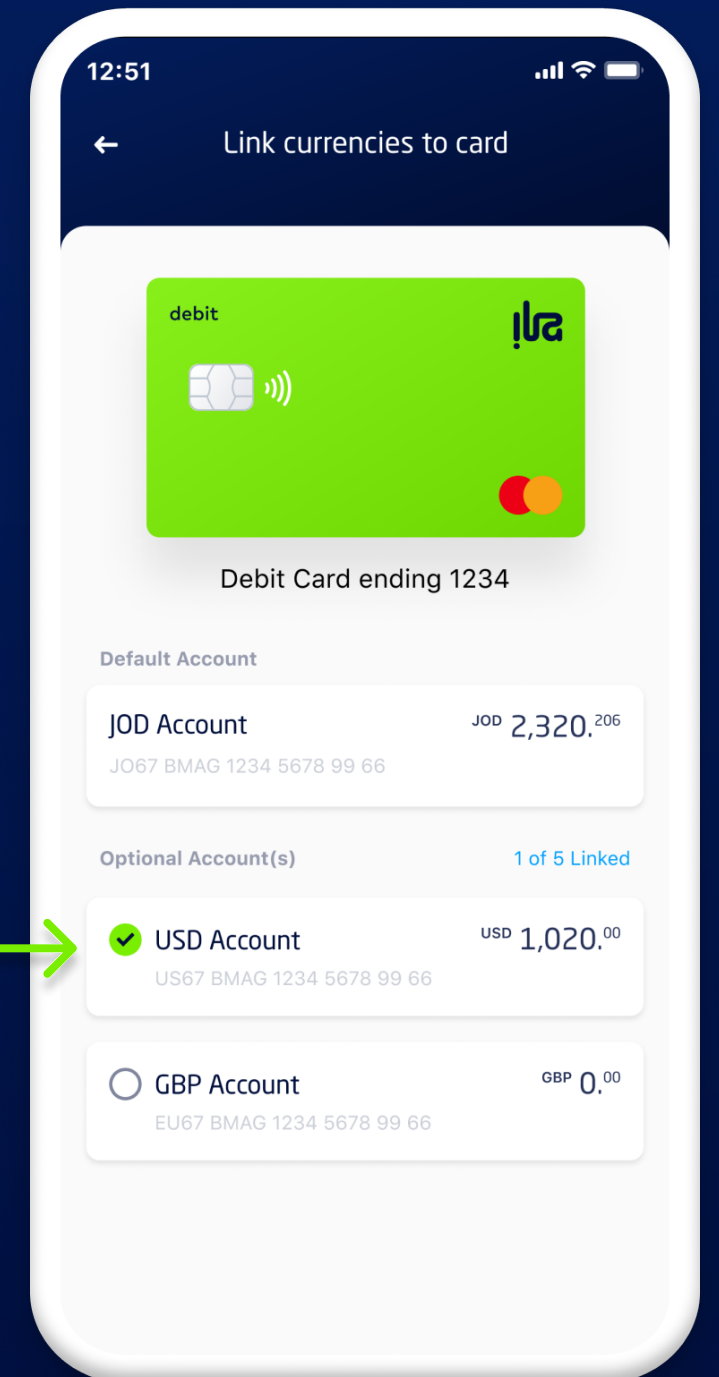 12:51
Link currencies to card
debit
ila
Debit Card ending 1234
Default Account
JOD Account
JOD 2,320.206
JO67 BMAG 1234 5678 99 66
Optional Account(s)
1 of 5 Linked
USD Account
USD 1,020.00
US67 BMAG 1234 5678 99 66
GBP Account
GBP 0.00
EU67 BMAG 1234 5678 99 66